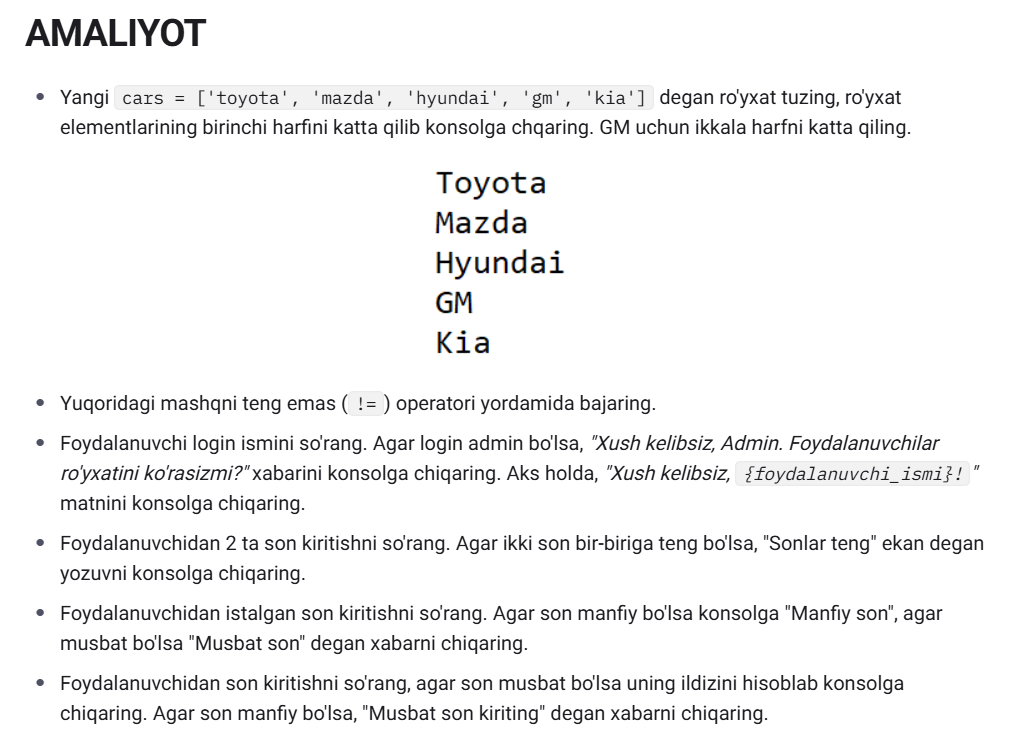 AMALIYOT
Yangi cars = ['toyota', 'mazda', 'hyundai', 'gm', 'kia'] degan ro'yxat tuzing, ro'yxat
elementlarining birinchi harfini katta qilib konsolga chqaring. GM uchun ikkala harfni katta qiling.
Toyota
Mazda
Hyundai
GM
Kia
Yuqoridagi mashqni teng emas ( != ) operatori yordamida bajaring.
Foydalanuvchi login ismini so'rang. Agar login admin bo'lsa, "Xush kelibsiz, Admin. Foydalanuvchilar
ro'yxatini ko'rasizmi?" xabarini konsolga chiqaring. Aks holda, "Xush kelibsiz, {foydalanuvchi_ismi}! "
matnini konsolga chiqaring.
Foydalanuvchidan 2 ta son kiritishni so'rang. Agar ikki son bir-biriga teng bo'lsa, "Sonlar teng" ekan degan
yozuvni konsolga chiqaring.
Foydalanuvchidan istalgan son kiritishni so'rang. Agar son manfiy bo'lsa konsolga "Manfiy son", agar
musbat bo'lsa "Musbat son" degan xabarni chiqaring.
Foydalanuvchidan son kiritishni so'rang, agar son musbat bo'lsa uning ildizini hisoblab konsolga
chiqaring. Agar son manfiy bo'lsa, "Musbat son kiriting" degan xabarni chiqaring.